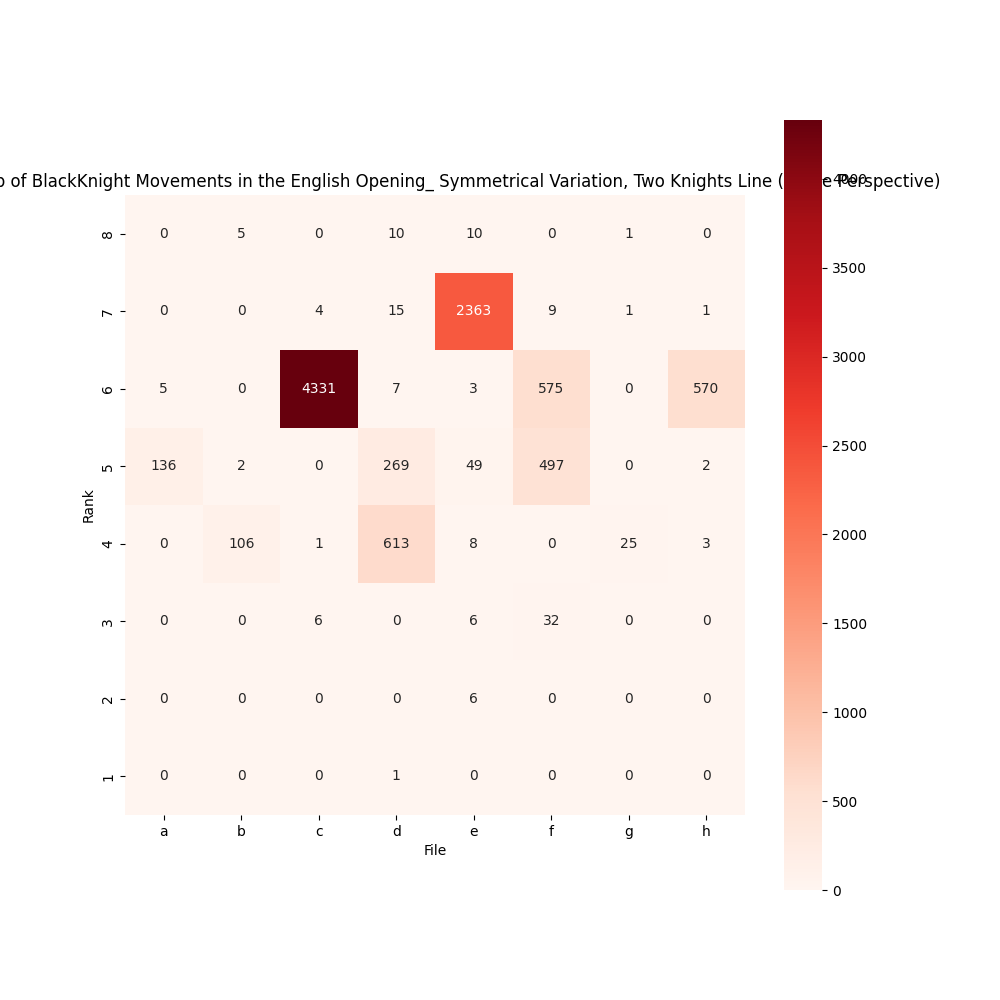 of BlackKnight Movements in the English Opening_ Symmetrical Variation, Two Knights Line ( Perspective)
8 0 5 0 10 10 0 1 0
7 0 0 4 15 2363 9 1 1
6 5 0 4331 7 3 575 0 570
5 136 2 0 269 49 497 0 2
4 0 106 1 613 8 0 25 3
3 0 0 6 0 6 32 0 0
2 0 0 0 0 6 0 0 0
1 0 0 0 1 0 0 0 0
a b c d e f g h
Rank
File
4000
3500
3000
2500
2000
1500
1000
500
0